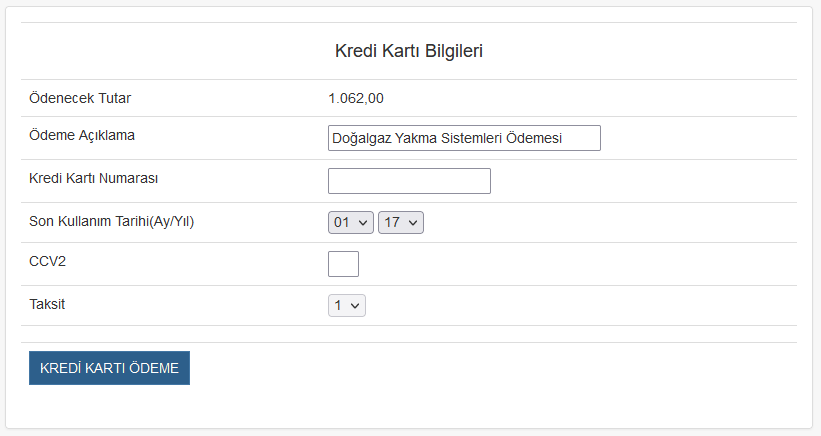 Kredi Kartı Bilgileri
Ödenecek Tutar 1.062,00
Ödeme Açıklama Doğalgaz Yakma Sistemleri Ödemesi
Kredi Kartı Numarası
Son Kullanım Tarihi(Ay/Yıl) 01 17
CCV2
Taksit 1
KREDİ KARTI ÖDEME